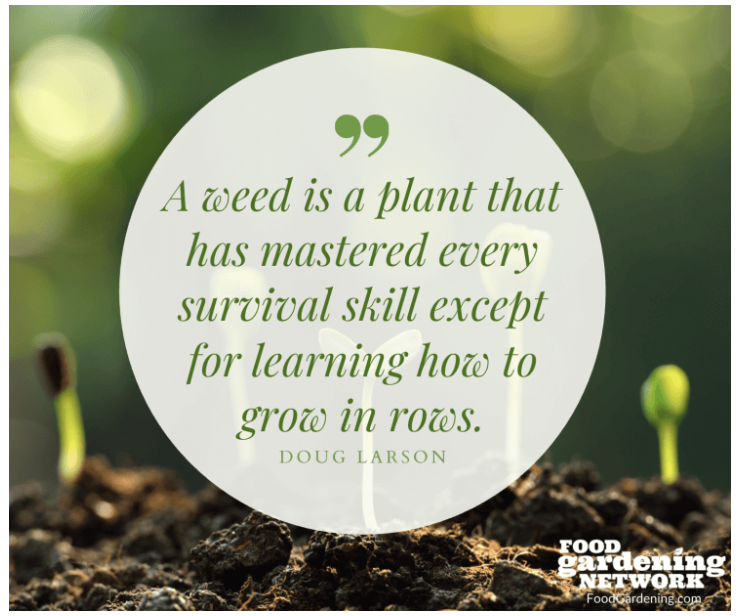 ”
A weed is a plant that
has mastered every
survival skill except
for learning how to
grow in rows.
DOUG LARSON
FOOD
gardening
NETWORK
FoodGardening.com